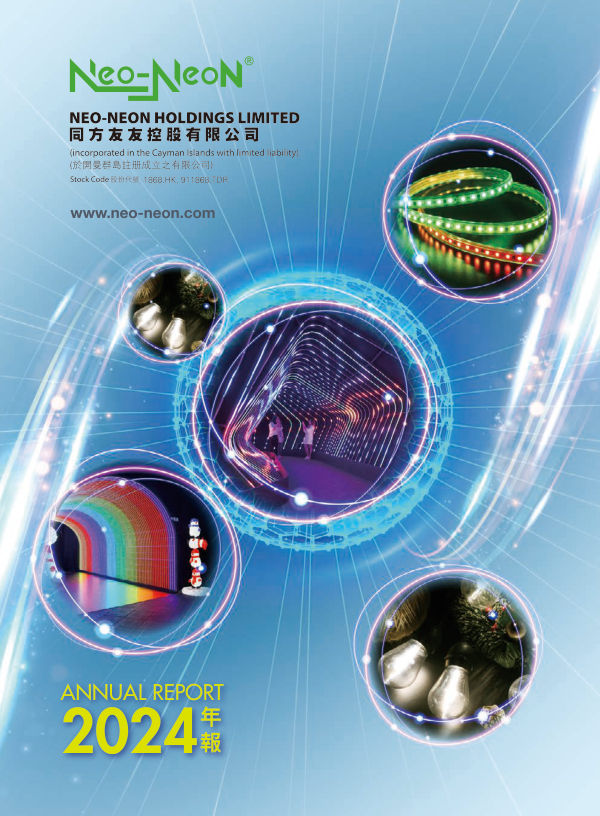 Neo-Neon®
NEO-NEON HOLDINGS LIMITED
同方友友控股有限公司
(incorporated in the Cayman Islands with limited liability)
(於開曼群島註册成立之有限公司)
Stock Code 股份代號: 1868.HK, 911868.TDR
www.neo-neon.com
ANNUAL REPORT
2024年報